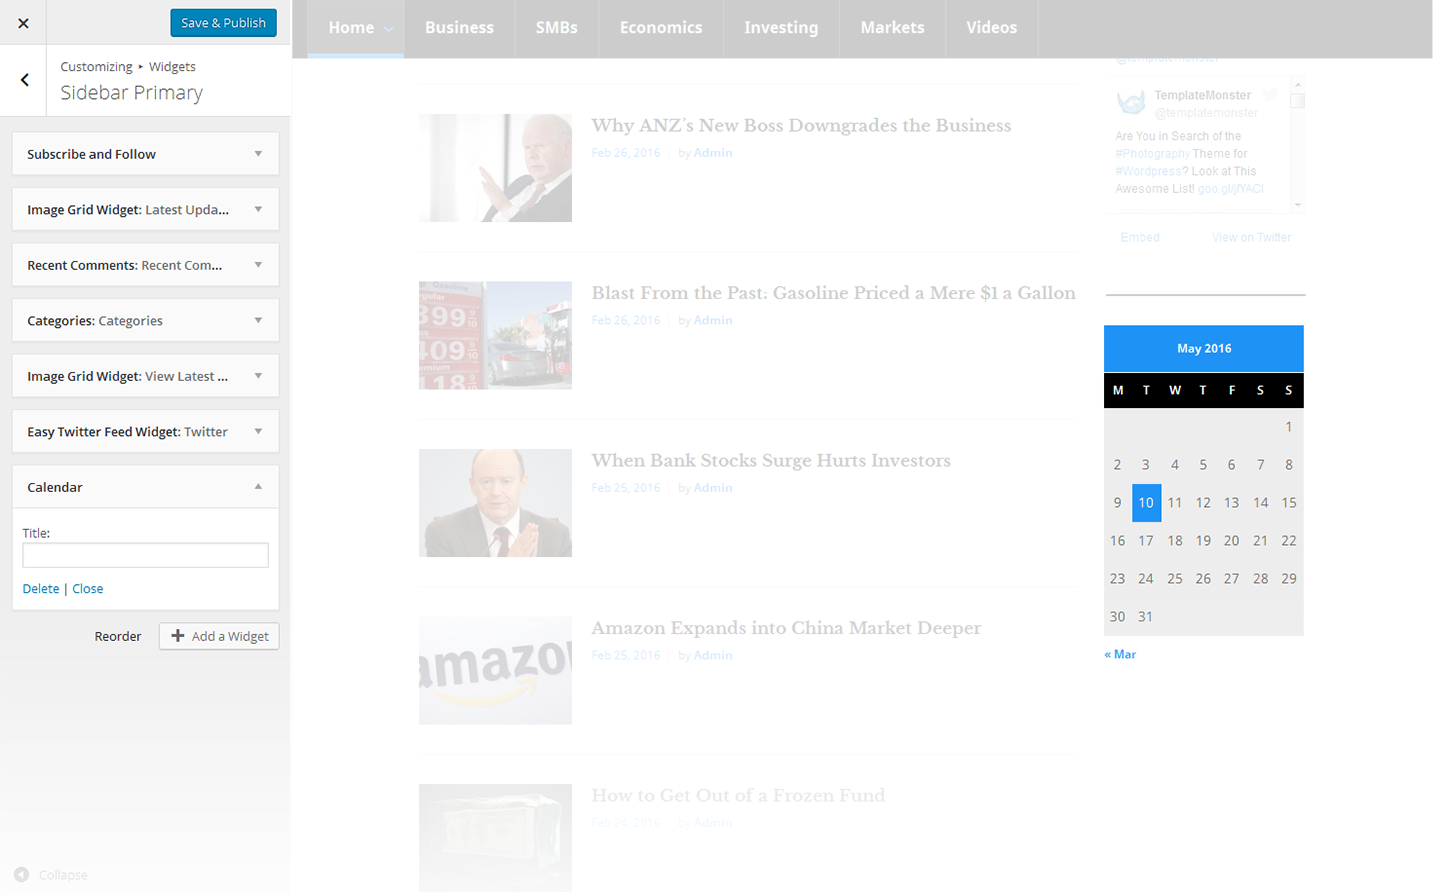 Save & Publish
Customizing ▸ Widgets
Sidebar Primary
Subscribe and Follow
Image Grid Widget: Latest Upda...
Recent Comments: Recent Com...
Categories: Categories
Image Grid Widget: View Latest ...
Easy Twitter Feed Widget: Twitter
Calendar
Title:
Delete | Close
Reorder
Add a Widget
Collapse
Home
Business
SMBs
Economics
Investing
Markets
Videos
Why ANZ's New Boss Downgrades the Business
Feb 26, 2016 | by Admin
Blast From the Past: Gasoline Priced a Mere $1 a Gallon
Feb 26, 2016 | by Admin
When Bank Stocks Surge Hurts Investors
Feb 25, 2016 | by Admin
amazon
Amazon Expands into China Market Deeper
Feb 25, 2016 | by Admin
How to Get Out of a Frozen Fund
Feb 24, 2016 | by Admin
@templatemonster
TemplateMonster
@templatemonster
Are You in Search of the
#Photography Theme for
#Wordpress? Look at This
Awesome List! goo.gl/jfYACI
Embed
View on Twitter
May 2016
M T W T F S S
1
2 3 4 5 6 7 8
9 10 11 12 13 14 15
16 17 18 19 20 21 22
23 24 25 26 27 28 29
30 31
« Mar